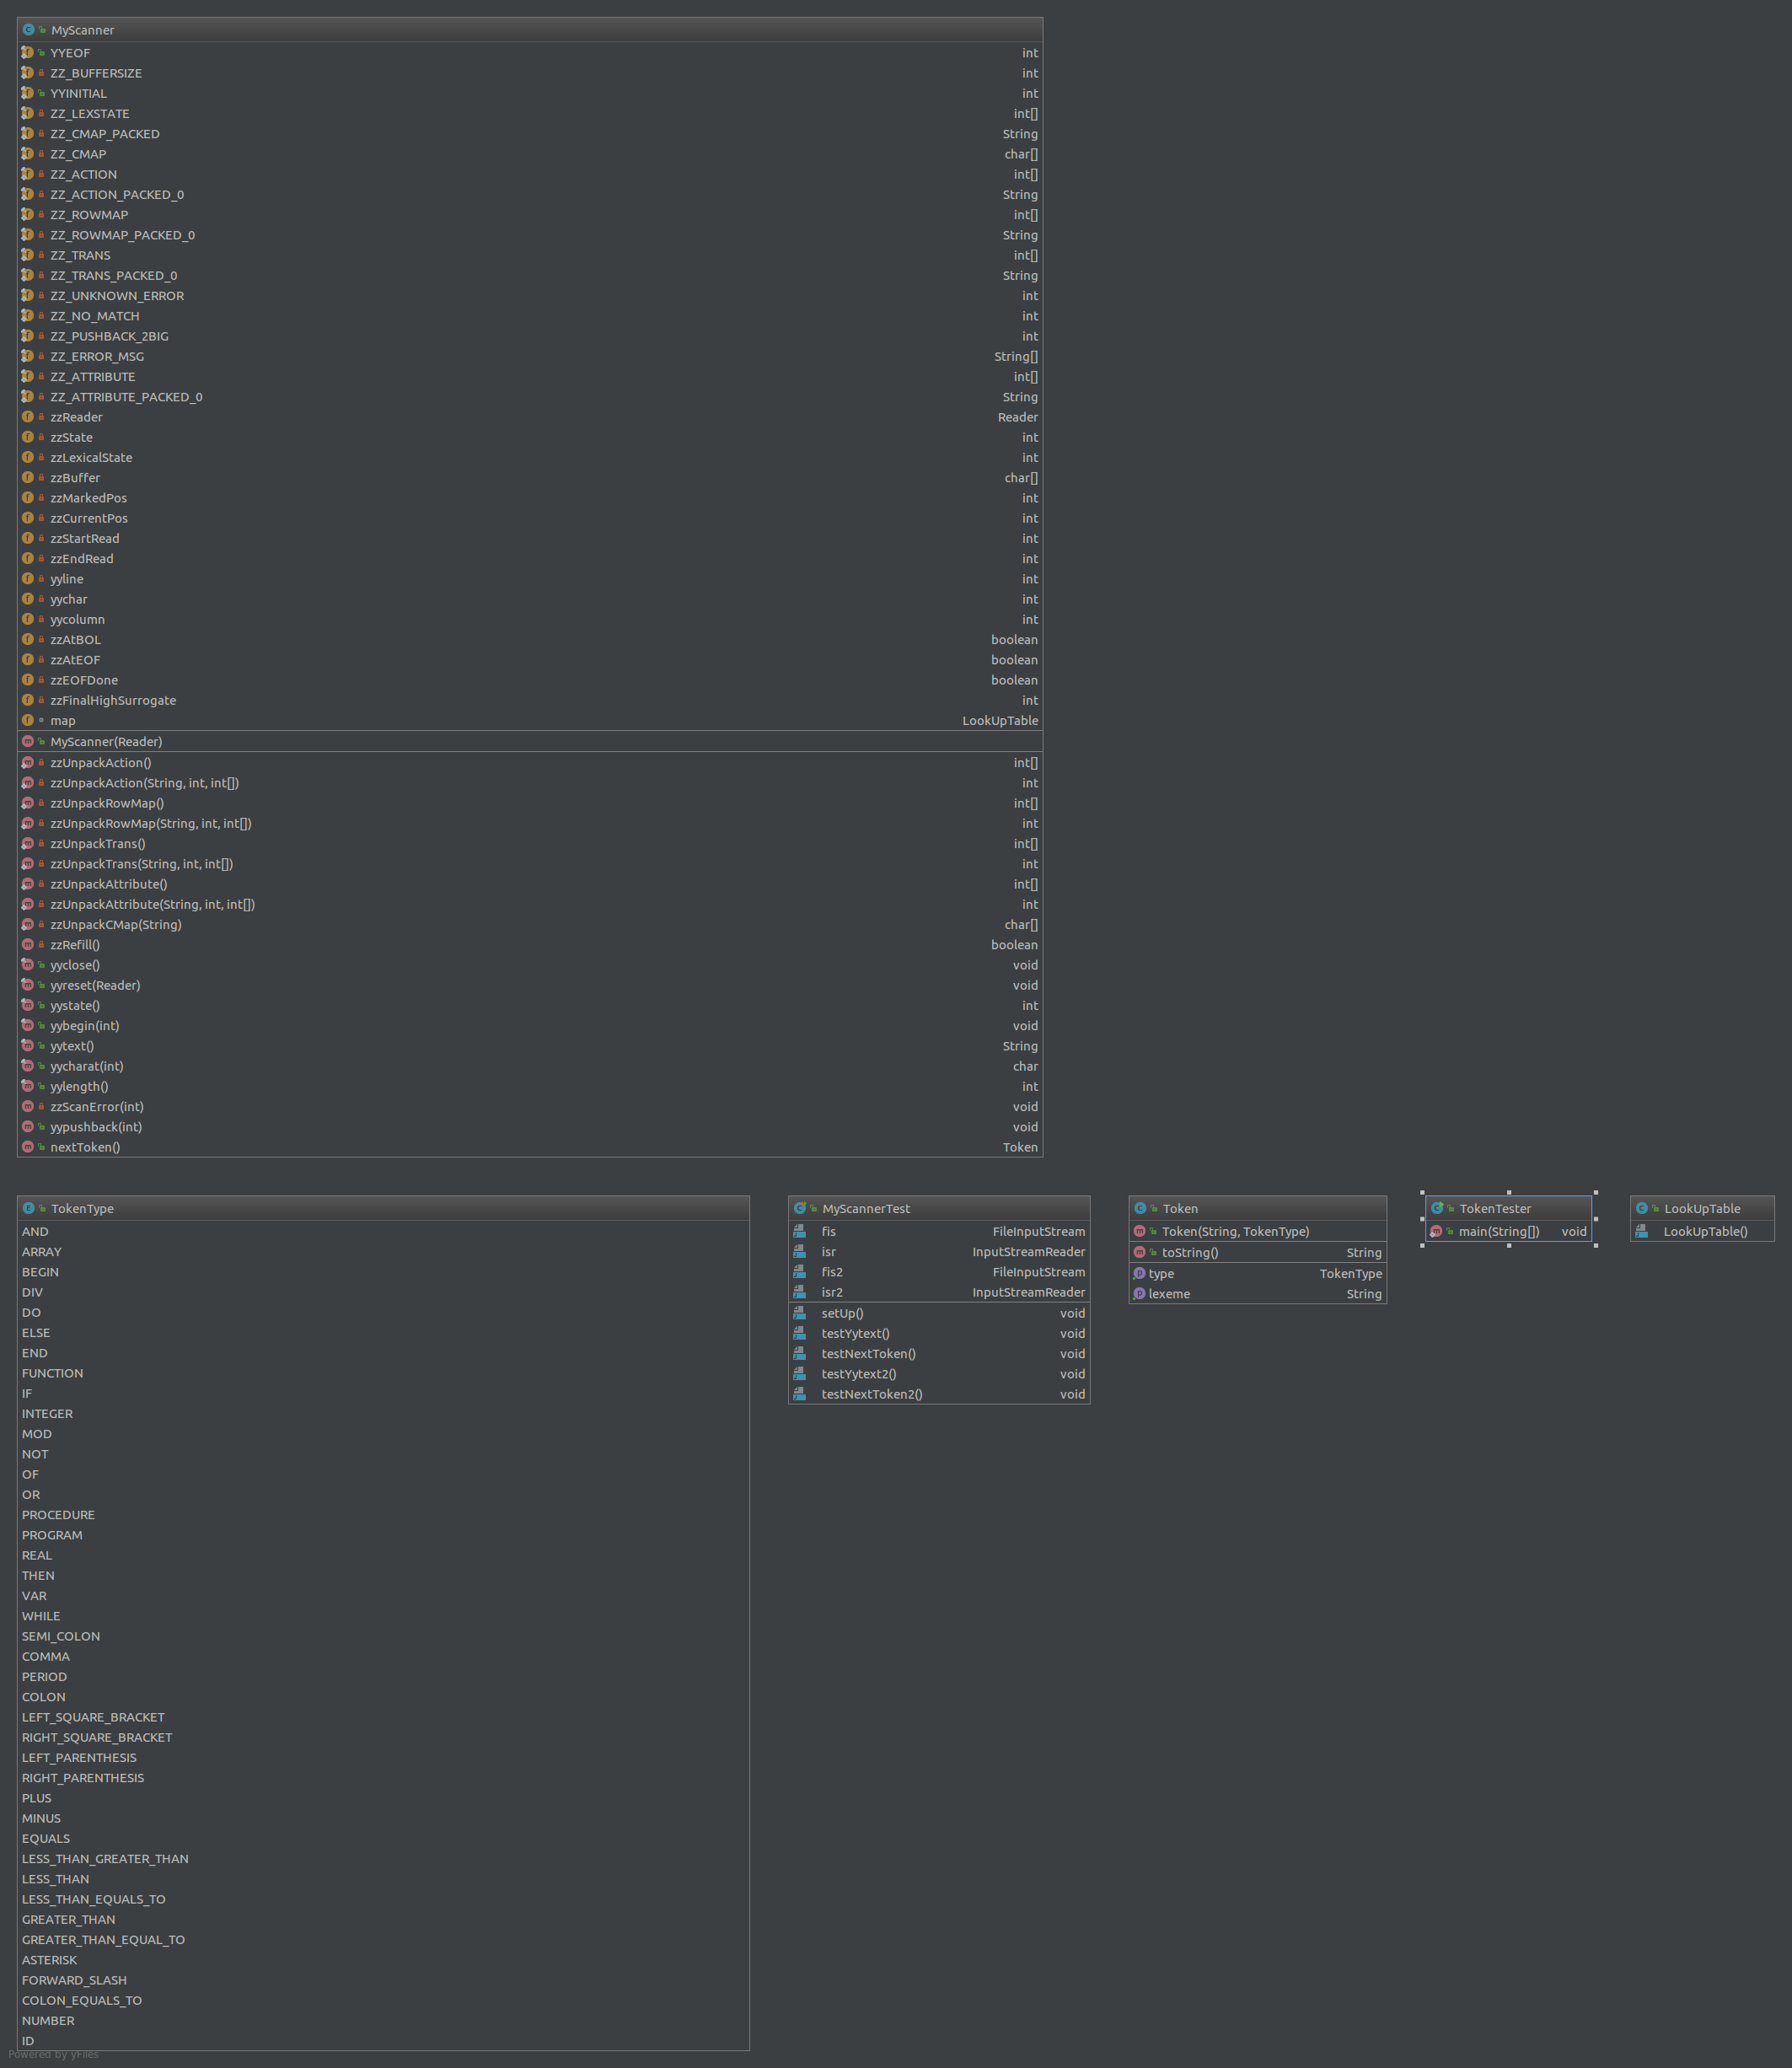 MyScanner
YYEOF int
ZZ_BUFFERSIZE int
YYINITIAL int
ZZ_LEXSTATE int[]
ZZ_CMAP_PACKED String
ZZ_CMAP char[]
ZZ_ACTION int[]
ZZ_ACTION_PACKED_0 String
ZZ_ROWMAP int[]
ZZ_ROWMAP_PACKED_0 String
ZZ_TRANS int[]
ZZ_TRANS_PACKED_0 String
ZZ_UNKNOWN_ERROR int
ZZ_NO_MATCH int
ZZ_PUSHBACK_2BIG int
ZZ_ERROR_MSG String[]
ZZ_ATTRIBUTE int[]
ZZ_ATTRIBUTE_PACKED_0 String
zzReader Reader
zzState int
zzLexicalState int
zzBuffer char[]
zzMarkedPos int
zzCurrentPos int
zzStartRead int
zzEndRead int
yyline int
yychar int
yycolumn int
zzAtBOL boolean
zzAtEOF boolean
zzEOFDone boolean
zzFinalHighSurrogate int
map LookUpTable
MyScanner(Reader)
zzUnpackAction() int[]
zzUnpackAction(String, int, int[]) int
zzUnpackRowMap() int[]
zzUnpackRowMap(String, int, int[]) int
zzUnpackTrans() int[]
zzUnpackTrans(String, int, int[]) int
zzUnpackAttribute() int[]
zzUnpackAttribute(String, int, int[]) int
zzUnpackCMap(String) char[]
zzRefill() boolean
yyclose() void
yyreset(Reader) void
yystate() int
yybegin(int) void
yytext() String
yycharat(int) char
yylength() int
zzScanError(int) void
yypushback(int) void
nextToken() Token
TokenType
AND
ARRAY
BEGIN
DIV
DO
ELSE
END
FUNCTION
IF
INTEGER
MOD
NOT
OF
OR
PROCEDURE
PROGRAM
REAL
THEN
VAR
WHILE
SEMI_COLON
COMMA
PERIOD
COLON
LEFT_SQUARE_BRACKET
RIGHT_SQUARE_BRACKET
LEFT_PARENTHESIS
RIGHT_PARENTHESIS
PLUS
MINUS
EQUALS
LESS_THAN_GREATER_THAN
LESS_THAN
LESS_THAN_EQUALS_TO
GREATER_THAN
GREATER_THAN_EQUAL_TO
ASTERISK
FORWARD_SLASH
COLON_EQUALS_TO
NUMBER
ID
MyScannerTest
fis FileInputStream
isr InputStreamReader
fis2 FileInputStream
isr2 InputStreamReader
setUp() void
testYytext() void
testNextToken() void
testYytext2() void
testNextToken2() void
Token
Token(String, TokenType)
toString() String
type TokenType
lexeme String
TokenTester
main(String[]) void
LookUpTable
LookUpTable()
Powered by yFiles